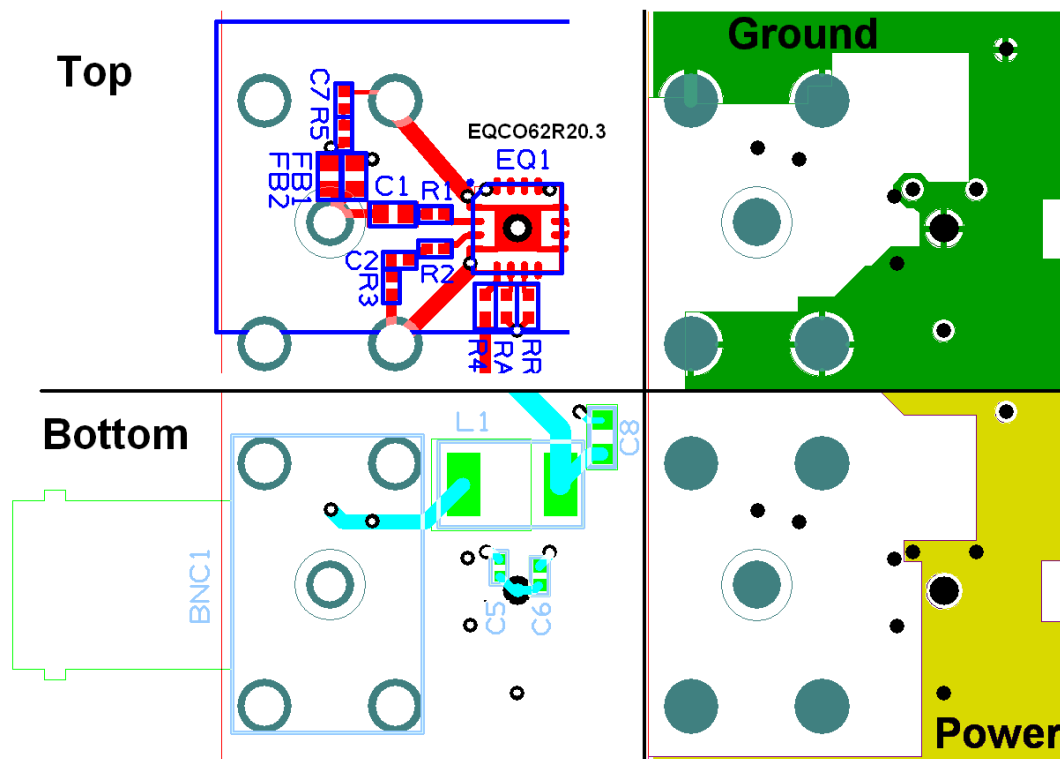 Top
Ground
C7
R5
EQCO62R20.3
EQ1
FB2
FB1
C1
R1
C2
R2
R3
R4
RA
RR
Bottom
L1
C8
BNC1
C5
C6
Power